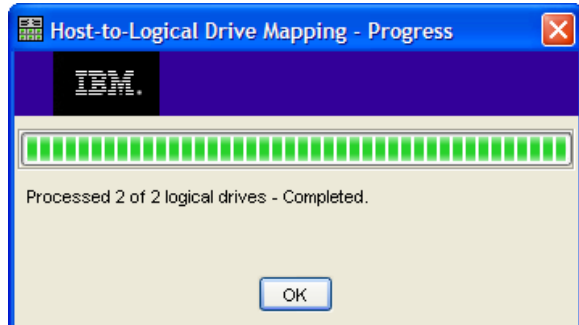 Host-to-Logical Drive Mapping - Progress
IBM.
Processed 2 of 2 logical drives - Completed.
OK